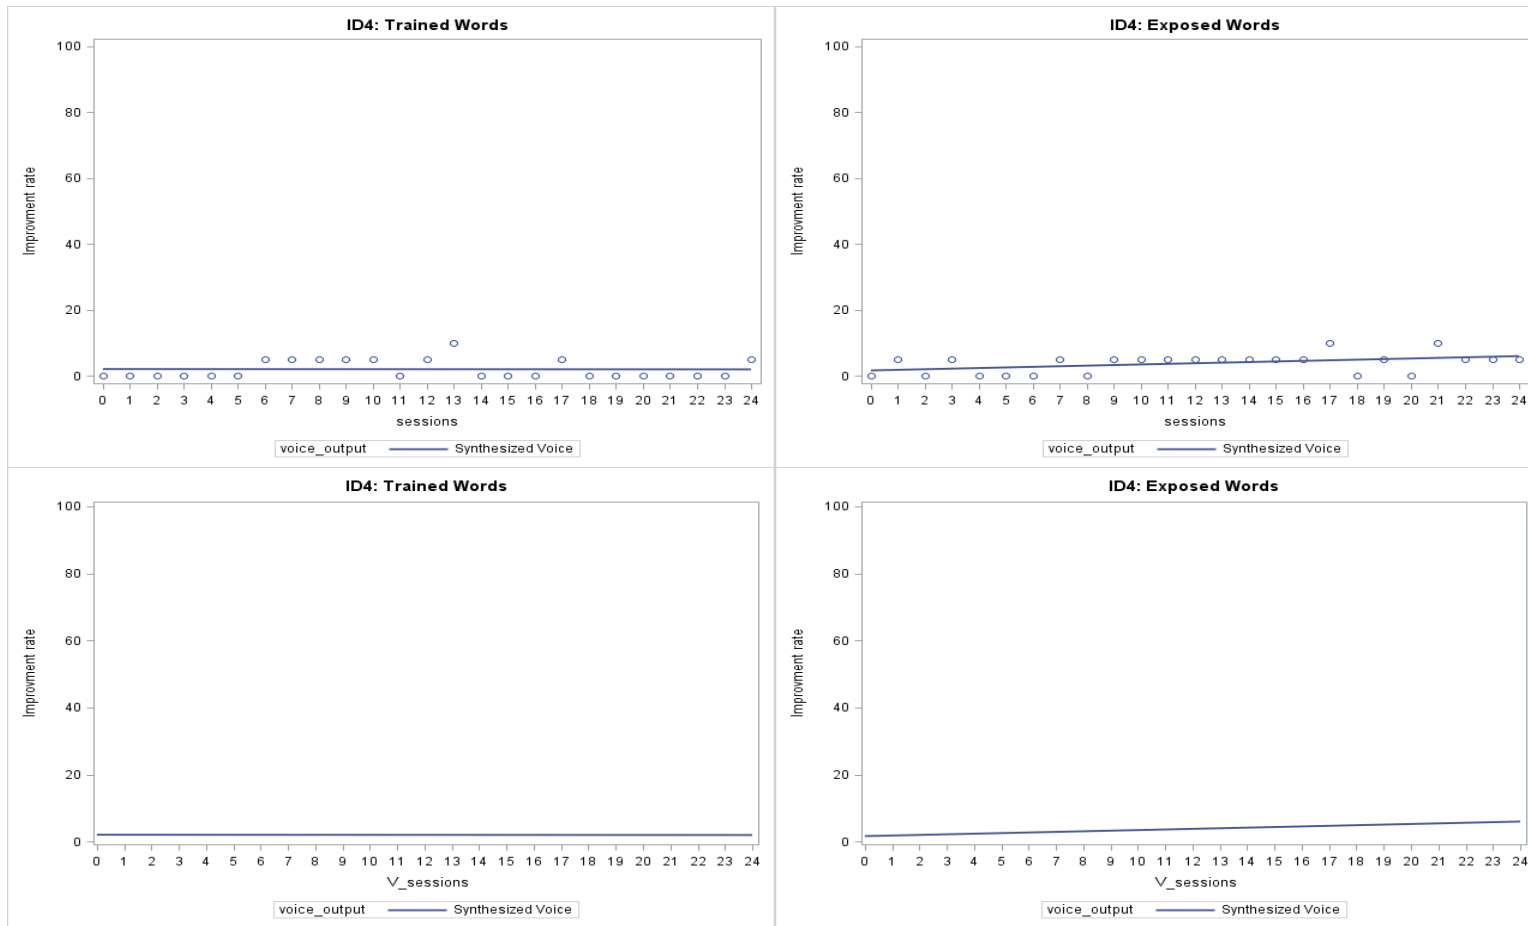 ID4: Trained Words
100
80
60
40
20
0
Improvment rate
0 1 2 3 4 5 6 7 8 9 10 11 12 13 14 15 16 17 18 19 20 21 22 23 24
sessions
voice_output Synthesized Voice
ID4: Exposed Words
100
80
60
40
20
0
Improvment rate
0 1 2 3 4 5 6 7 8 9 10 11 12 13 14 15 16 17 18 19 20 21 22 23 24
sessions
voice_output Synthesized Voice
ID4: Trained Words
100
80
60
40
20
0
Improvment rate
0 1 2 3 4 5 6 7 8 9 10 11 12 13 14 15 16 17 18 19 20 21 22 23 24
V_sessions
voice_output Synthesized Voice
ID4: Exposed Words
100
80
60
40
20
0
Improvment rate
0 1 2 3 4 5 6 7 8 9 10 11 12 13 14 15 16 17 18 19 20 21 22 23 24
V_sessions
voice_output Synthesized Voice